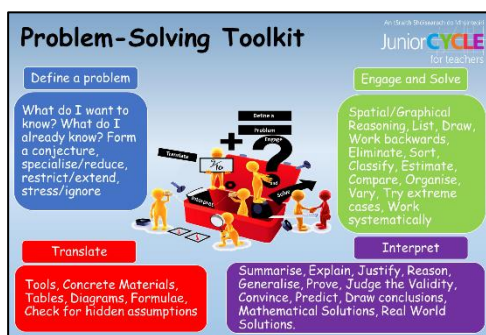 Problem-Solving Toolkit
An tSraith Shóisearach do Mhúinteoirí
JuniorCYCLE
for teachers
Define a problem
What do I want to
know? What do I
already know? Form
a conjecture,
specialise/reduce,
restrict/extend,
stress/ignore
Engage and Solve
Spatial/Graphical
Reasoning, List, Draw,
Work backwards,
Eliminate, Sort,
Classify, Estimate,
Compare, Organise,
Vary, Try extreme
cases, Work
systematically
Define a
Problem
Engage
and
Solve
Translate
%
Interpret
Translate
Tools, Concrete Materials,
Tables, Diagrams, Formulae,
Check for hidden assumptions
Interpret
Summarise, Explain, Justify, Reason,
Generalise, Prove, Judge the Validity,
Convince, Predict, Draw conclusions,
Mathematical Solutions, Real World
Solutions.